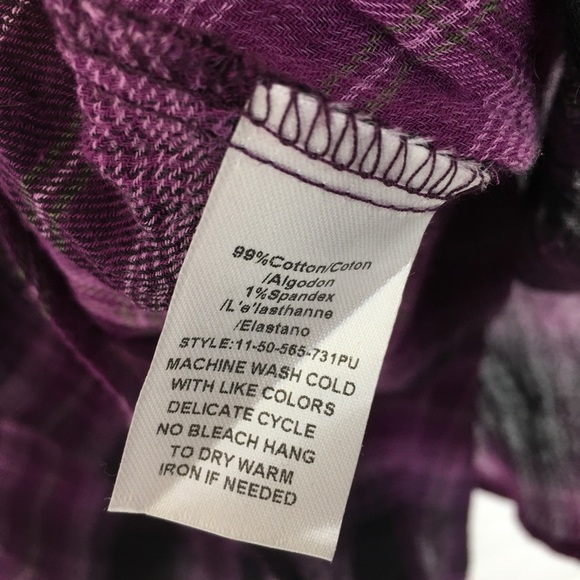 99%Cotton/Coton
/Algodon
1%Spandex
/L'e'lasthanne
/Elastano
STYLE:11-50-565-731PU
MACHINE WASH COLD
WITH LIKE COLORS
DELICATE CYCLE
NO BLEACH HANG
TO DRY WARM
IRON IF NEEDED